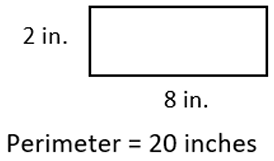 2 in.
8 in.
Perimeter = 20 inches